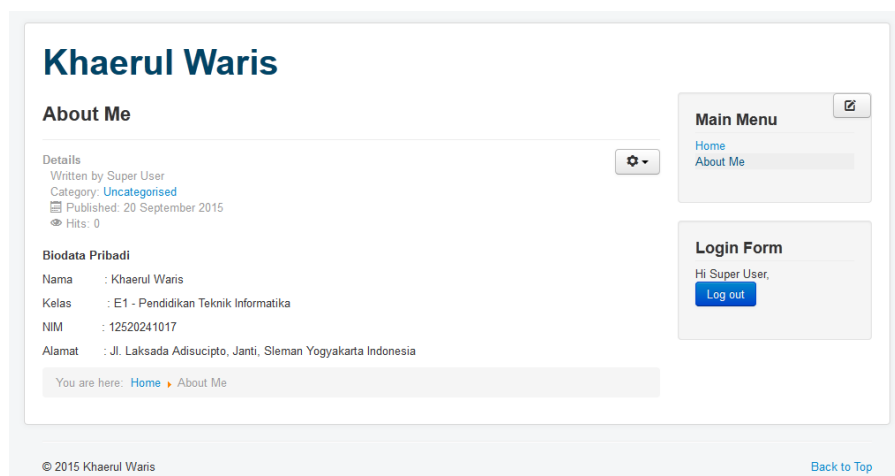 Khaerul Waris
About Me
Details
Written by Super User
Category: Uncategorised
Published: 20 September 2015
Hits: 0
Biodata Pribadi
Nama : Khaerul Waris
Kelas : E1 - Pendidikan Teknik Informatika
NIM : 12520241017
Alamat : Jl. Laksada Adisucipto, Janti, Sleman Yogyakarta Indonesia
You are here: Home About Me
Main Menu
Home
About Me
Login Form
Hi Super User,
Log out
© 2015 Khaerul Waris
Back to Top